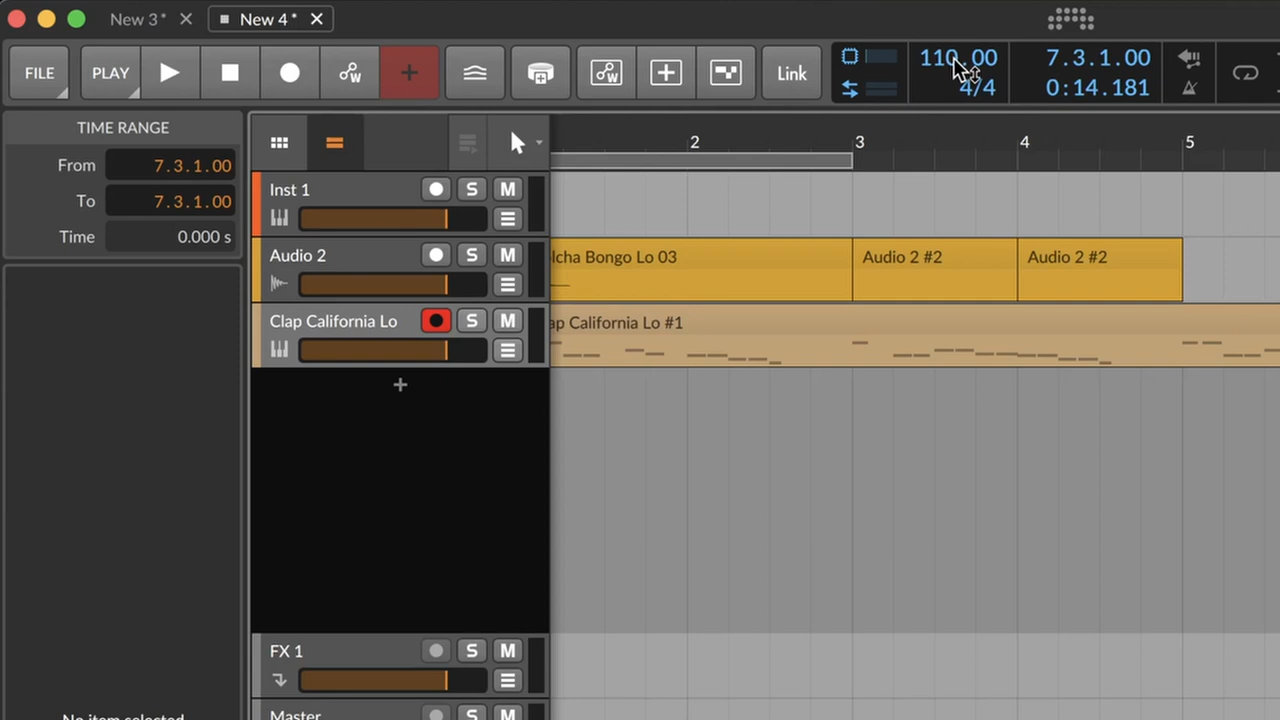 New 3* New 4*
FILE PLAY Link 110.00 7.3.1.00
4/4 0:14.181
TIME RANGE
From 7.3.1.00
To 7.3.1.00
Time 0.000 s
2 3 4 5
Inst 1 S M
Audio 2 S M
lcha Bongo Lo 03 Audio 2 #2 Audio 2 #2
Clap California Lo S M
ap California Lo #1
FX 1 S M
Master S M
No item selected